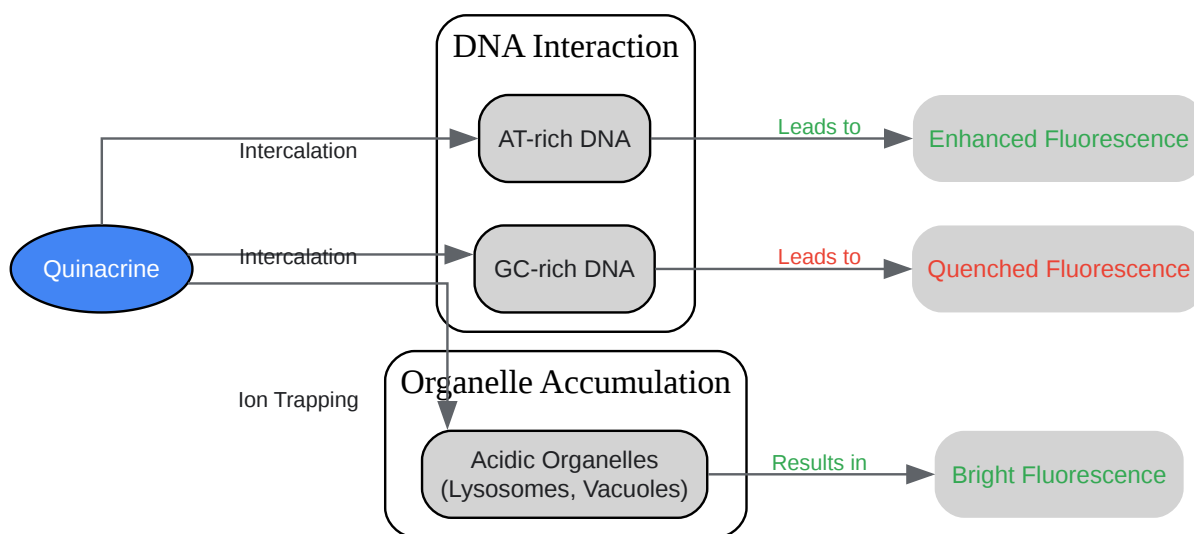 DNA Interaction
AT-rich DNA
Leads to
Enhanced Fluorescence
Intercalation
Quinacrine
Intercalation
GC-rich DNA
Leads to
Quenched Fluorescence
Organelle Accumulation
Ion Trapping
Acidic Organelles
(Lysosomes, Vacuoles)
Results in
Bright Fluorescence